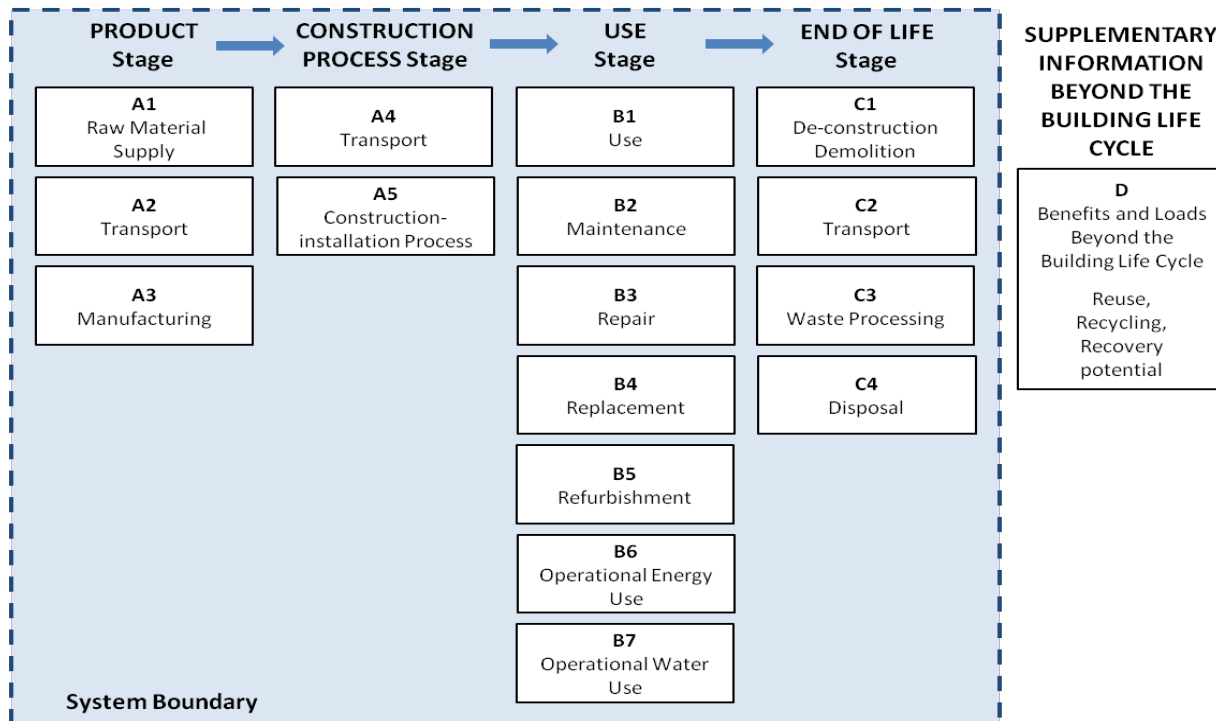 PRODUCT
Stage
A1
Raw Material
Supply
A2
Transport
A3
Manufacturing
CONSTRUCTION
PROCESS Stage
A4
Transport
A5
Construction-
installation Process
USE
Stage
B1
Use
B2
Maintenance
B3
Repair
B4
Replacement
B5
Refurbishment
B6
Operational Energy
Use
B7
Operational Water
Use
END OF LIFE
Stage
C1
De-construction
Demolition
C2
Transport
C3
Waste Processing
C4
Disposal
System Boundary
SUPPLEMENTARY
INFORMATION
BEYOND THE
BUILDING LIFE
CYCLE
D
Benefits and Loads
Beyond the
Building Life Cycle
Reuse,
Recycling,
Recovery
potential